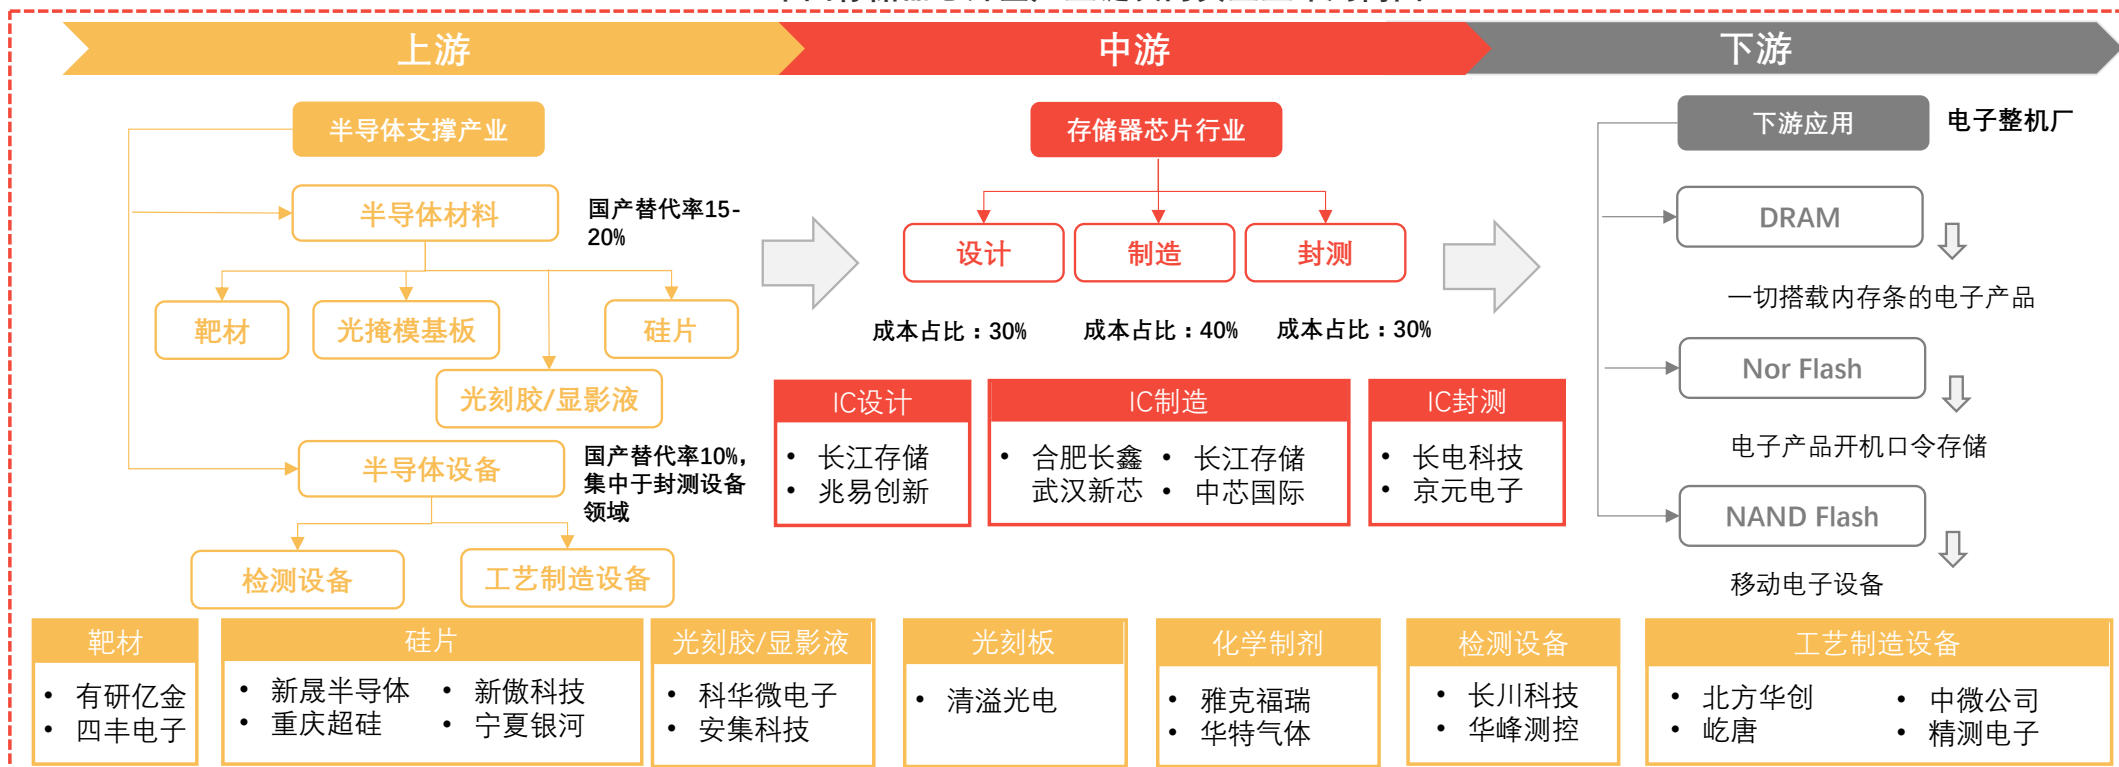 上游
中游
下游
半导体支撑产业
存储器芯片行业
下游应用
电子整机厂
半导体材料
国产替代率15-
20%
靶材
光掩模基板
硅片
光刻胶/显影液
半导体设备
国产替代率10%,
集中于封测设备
领域
检测设备
工艺制造设备
设计
制造
封测
成本占比：30%
成本占比：40%
成本占比：30%
IC设计
• 长江存储
• 兆易创新
IC制造
• 合肥长鑫 • 长江存储
武汉新芯 • 中芯国际
IC封测
• 长电科技
• 京元电子
DRAM
一切搭载内存条的电子产品
Nor Flash
电子产品开机口令存储
NAND Flash
移动电子设备
靶材
• 有研亿金
• 四丰电子
硅片
• 新晟半导体 • 新傲科技
• 重庆超硅 • 宁夏银河
光刻胶/显影液
• 科华微电子
• 安集科技
光刻板
• 清溢光电
化学制剂
• 雅克福瑞
• 华特气体
检测设备
• 长川科技
• 华峰测控
工艺制造设备
• 北方华创 • 中微公司
• 屹唐 • 精测电子